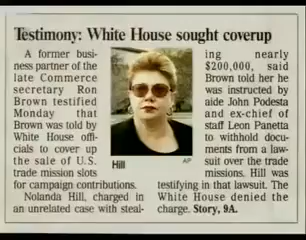 Testimony: White House sought coverup
A former busi-
ness partner of the
late Commerce
secretary Ron
Brown testified
Monday that
Brown was told by
White House offi-
cials to cover up
the sale of U.S.
trade mission slots
for campaign contributions.
Nolanda Hill, charged in
an unrelated case with steal-
AP
Hill
ing nearly
$200,000, said
Brown told her he
was instructed by
aide John Podesta
and ex-chief of
staff Leon Panetta
to withhold docu-
ments from a law-
suit over the trade
missions. Hill was
testifying in that lawsuit. The
White House denied the
charge. Story, 9A.